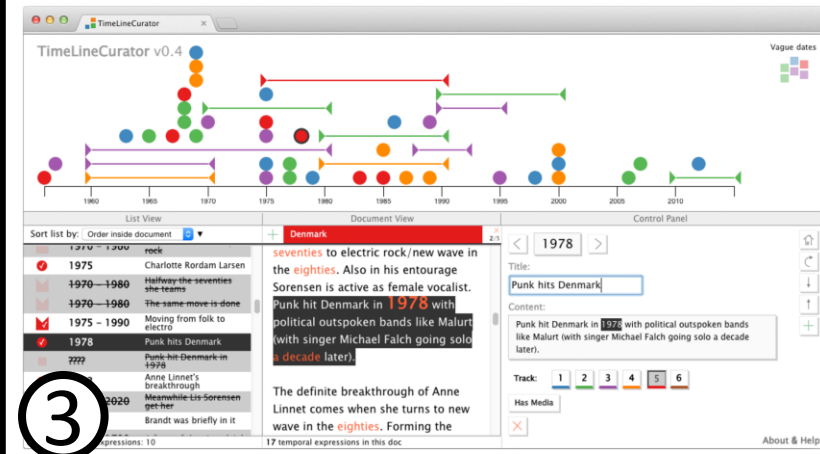 TimeLineCurator
TimeLineCurator v0.4
Vague dates
1960 1965 1970 1975 1980 1985 1990 1995 2000 2005 2010
List View
Document View
Control Panel
Sort list by: Order inside document
1970 – 1980 rock
1975 Charlotte Rordam Larsen
1970 – 1980 Halfway the seventies she teams
1970 – 1980 The same move is done
1975 – 1990 Moving from folk to electro
1978 Punk hits Denmark
???? Punk hit Denmark in 1978
Anne Linnet's breakthrough
2020 Meanwhile Lis Sorensen get her
Brandt was briefly in it
expressions: 10
3
Denmark
2/5
seventies to electric rock/new wave in
the eighties. Also in his entourage
Sorensen is active as female vocalist.
Punk hit Denmark in 1978 with
political outspoken bands like Malurt
(with singer Michael Falch going solo
a decade later).
The definite breakthrough of Anne
Linnet comes when she turns to new
wave in the eighties. Forming the
17 temporal expressions in this doc
< 1978 >
Title:
Punk hits Denmark
Content:
Punk hit Denmark in 1978 with political outspoken bands
like Malurt (with singer Michael Falch going solo a decade
later).
Track: 1 2 3 4 5 6
Has Media
About & Help